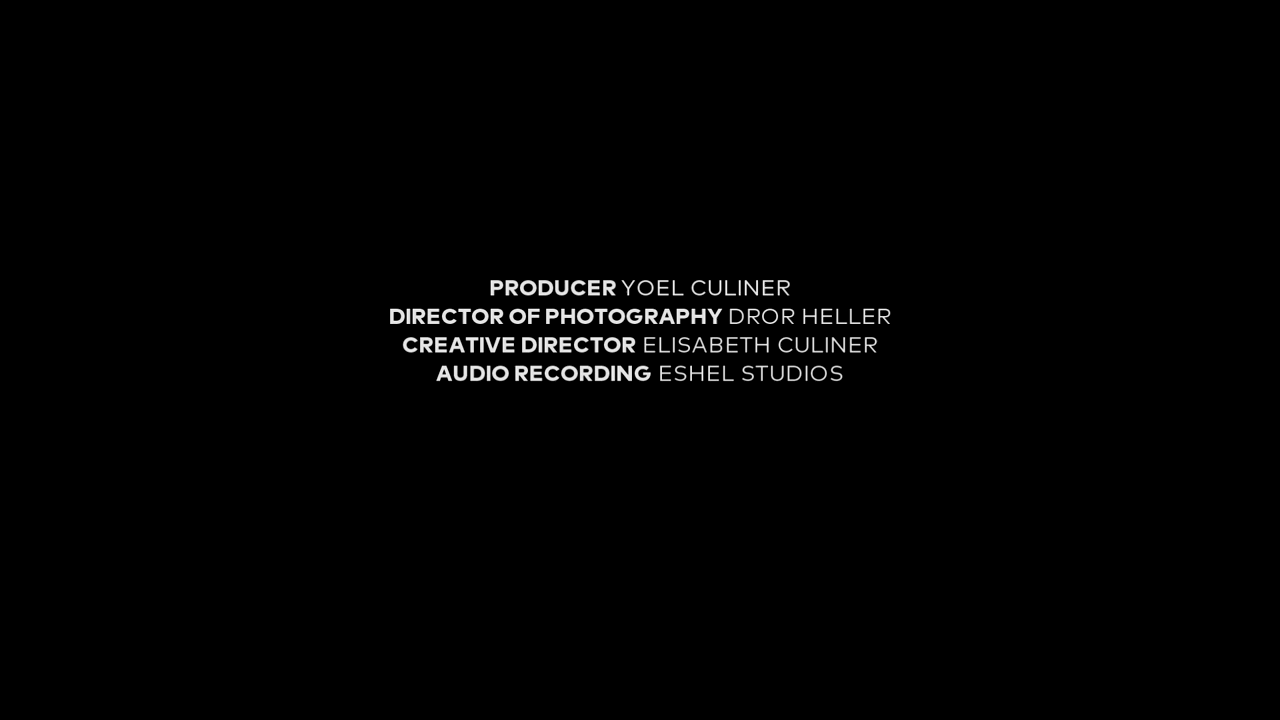 PRODUCER YOEL CULINER
DIRECTOR OF PHOTOGRAPHY DROR HELLER
CREATIVE DIRECTOR ELISABETH CULINER
AUDIO RECORDING ESHEL STUDIOS